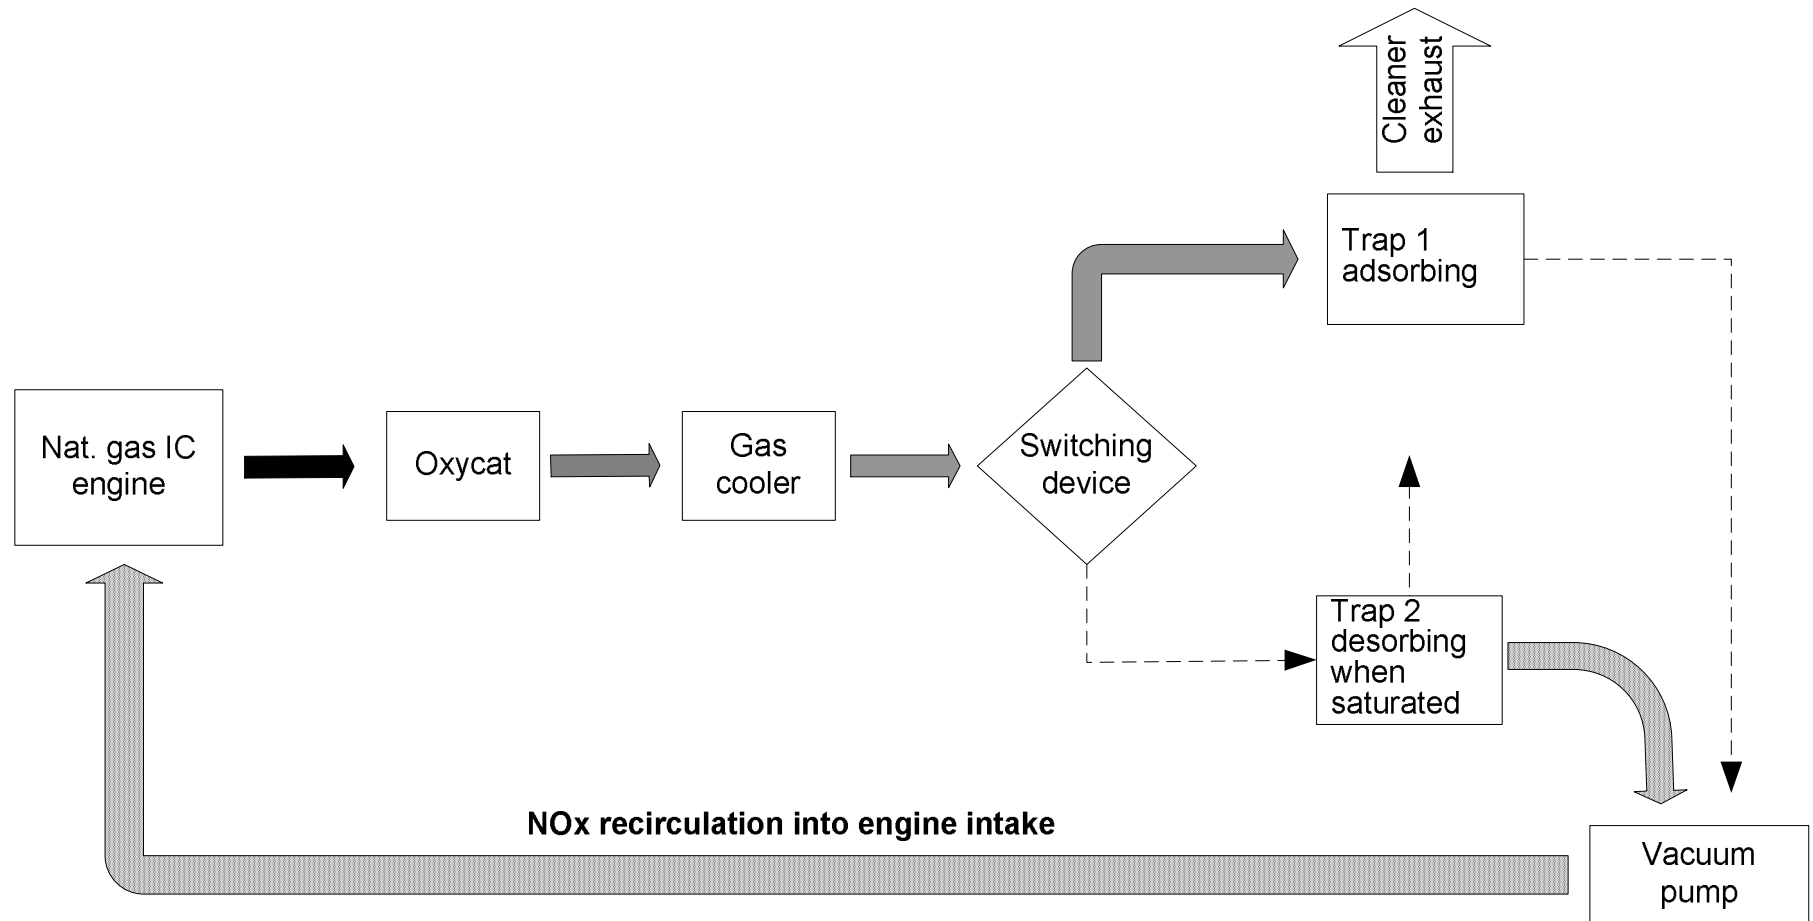 Cleaner
exhaust
Trap 1
adsorbing
Nat. gas IC
engine
Oxycat
Gas
cooler
Switching
device
Trap 2
desorbing
when
saturated
NOx recirculation into engine intake
Vacuum
pump